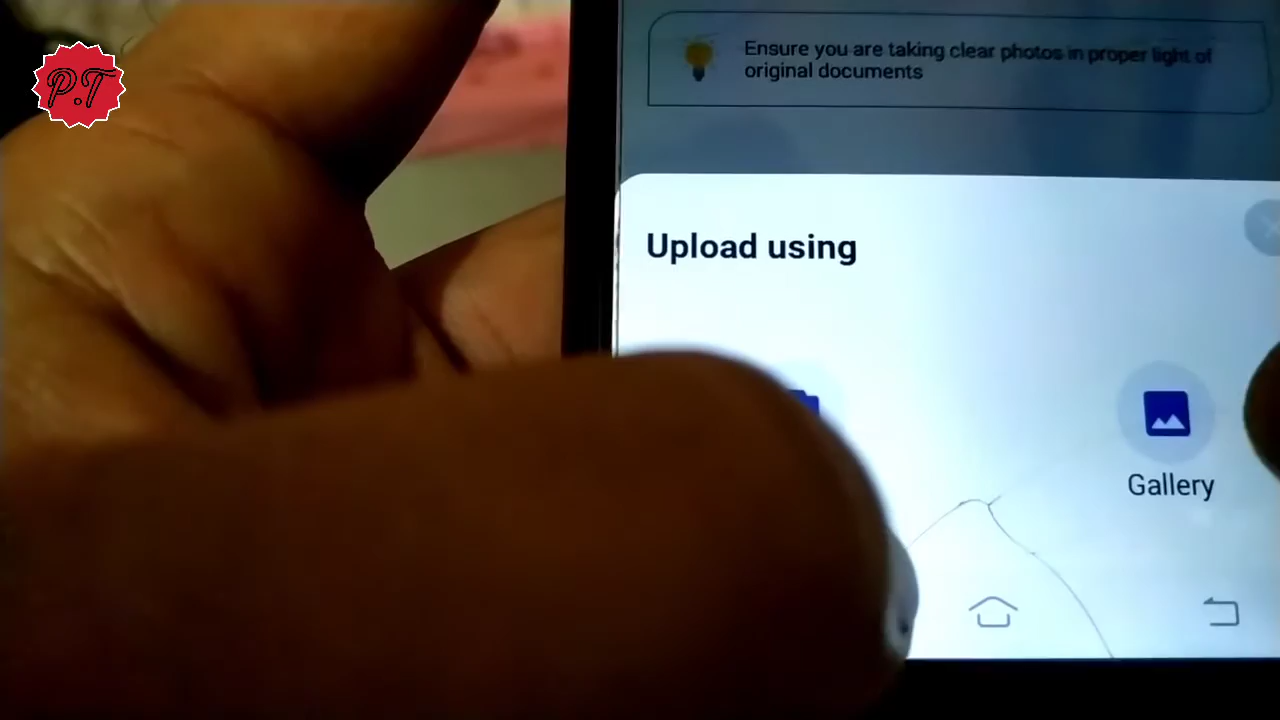 P.T
Ensure you are taking clear photos in proper light of
original documents
Upload using
Gallery